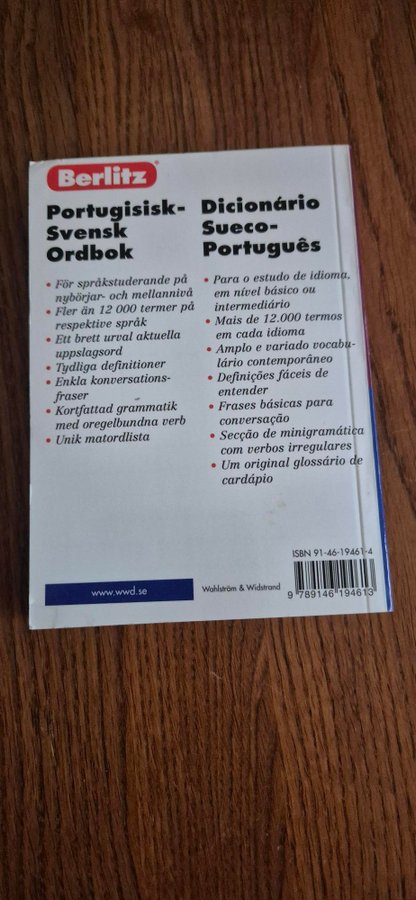 Berlitz
Portugisisk-
Svensk
Ordbok
• För språkstuderande på
nybörjar- och mellannivå
• Fler än 12 000 termer på
respektive språk
• Ett brett urval aktuella
uppslagsord
• Tydliga definitioner
• Enkla konversations-
fraser
• Kortfattad grammatik
med oregelbundna verb
• Unik matordlista
www.wwd.se
Dicionário
Sueco-
Português
• Para o estudo de idioma,
em nível básico ou
intermediário
• Mais de 12.000 termos
em cada idioma
• Amplo e variado vocabu-
lário contemporâneo
• Definições fáceis de
entender
• Frases básicas para
conversação
• Secção de minigramática
com verbos irregulares
• Um original glossário de
cardápio
Wahlström & Widstrand
ISBN 91-46-19461-4
9 789146 194613